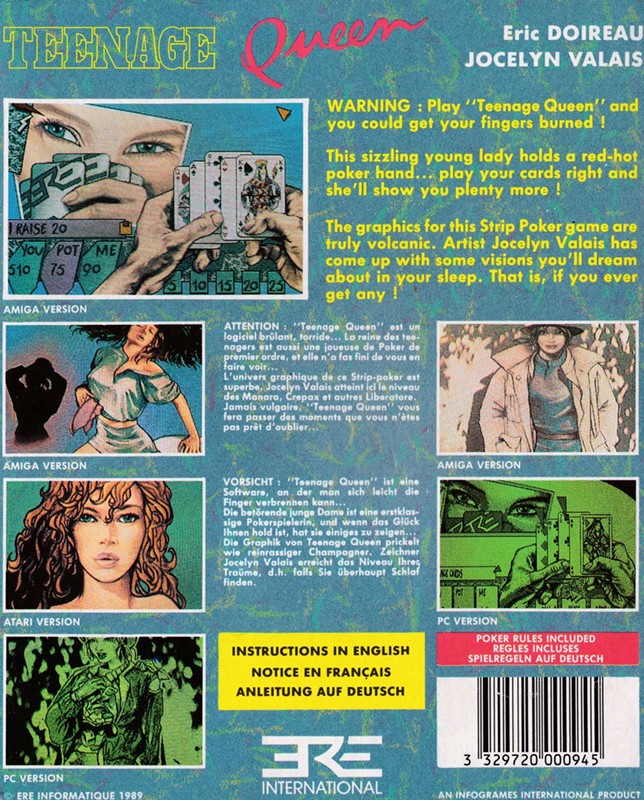 TEENAGE Queen
Eric DOIREAU
JOCELYN VALAIS
WARNING : Play ''Teenage Queen'' and
you could get your fingers burned !
This sizzling young lady holds a red-hot
poker hand... play your cards right and
she'll show you plenty more !
The graphics for this Strip Poker game are
truly volcanic. Artist Jocelyn Valais has
come up with some visions you'll dream
about in your sleep. That is, if you ever
get any !
RAISE 20
YOU POT ME
510 75 90
5 10 15 20 25
AMIGA VERSION
ATTENTION : ''Teenage Queen'' est un
logiciel brûlant, torride... La reine des tee-
nagers est aussi une joueuse de Poker de
premier ordre, et elle n'a fas fini de vous en
faire voir...
L'univers graphique de ce Strip-poker est
superbe. Jocelyn Valais atteint ici le niveau
des Manara, Crepax et autres Liberatore.
Jamais vulgaire, ''Teenage Queen'' vous
fera passer des moments que vous n'êtes
pas prêt d'oublier...
AMIGA VERSION
AMIGA VERSION
VORSICHT : ''Teenage Queen'' ist eine
Software, an der man sich leicht die
Finger verbrennen kann...
Die betörende junge Dame ist eine erstklas-
sige Pokerspielerin, und wenn das Glück
Ihnen hold ist, hat sie einiges zu zeigen...
Die Graphik von Teenage Queen prickelt
wie reinrassiger Champagner. Zeichner
Jocelyn Valais erreicht das Niveau Ihrer
Traüme, d.h. falls Sie überhaupt Schlaf
finden.
ATARI VERSION
PC VERSION
INSTRUCTIONS IN ENGLISH
NOTICE EN FRANÇAIS
ANLEITUNG AUF DEUTSCH
POKER RULES INCLUDED
REGLES INCLUSES
SPIELREGELN AUF DEUTSCH
3 329720 000945
PC VERSION
ERE
INTERNATIONAL
© ERE INFORMATIQUE 1989
AN INFOGRAMES INTERNATIONAL PRODUCT